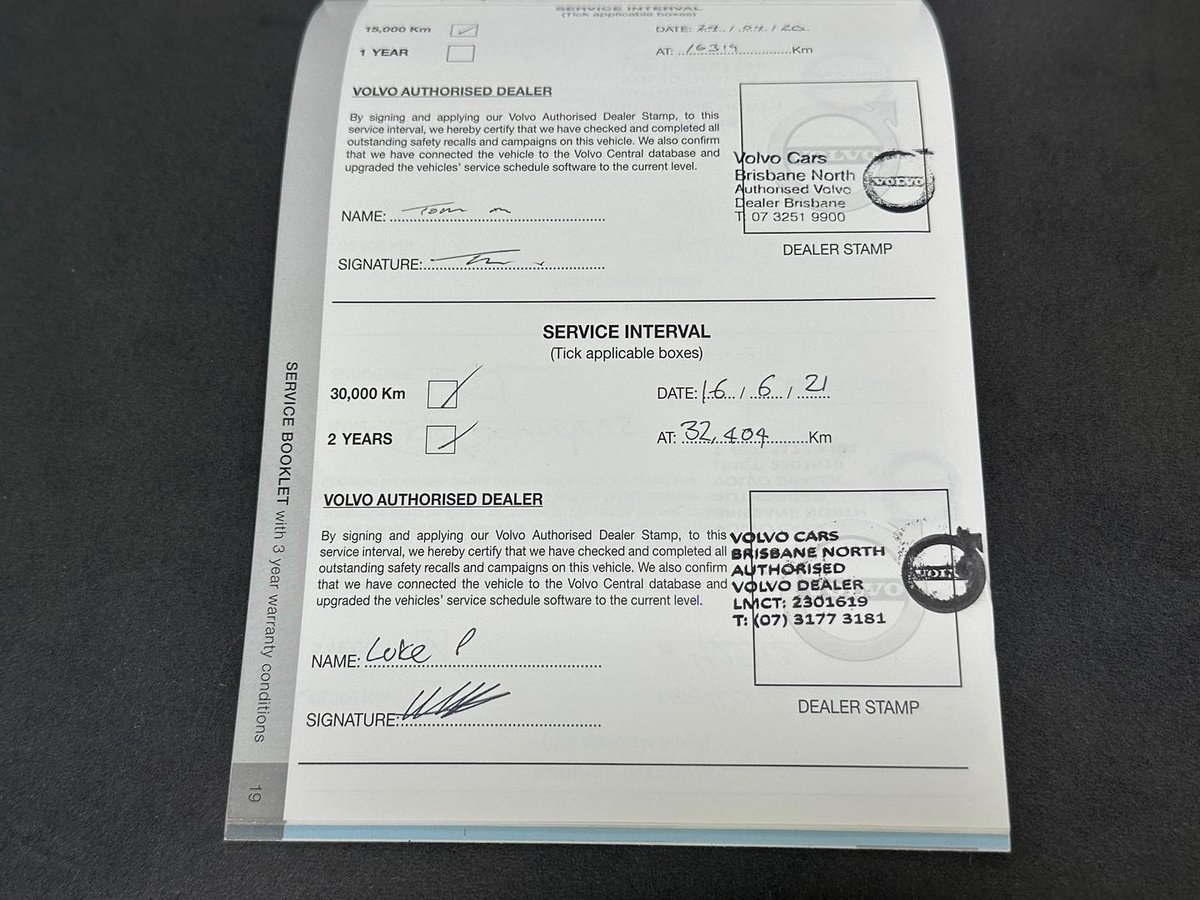 SERVICE INTERVAL
(Tick applicable boxes)
15,000 Km
DATE: 24/04/20
1 YEAR
AT: 16319 Km
VOLVO AUTHORISED DEALER
By signing and applying our Volvo Authorised Dealer Stamp, to this
service interval, we hereby certify that we have checked and completed all
outstanding safety recalls and campaigns on this vehicle. We also confirm
that we have connected the vehicle to the Volvo Central database and
upgraded the vehicles' service schedule software to the current level.
NAME: Tom m
SIGNATURE:
Volvo Cars
Brisbane North
Authorised Volvo
Dealer Brisbane
T: 07 3251 9900
VOLVO
DEALER STAMP
SERVICE INTERVAL
(Tick applicable boxes)
30,000 Km
DATE: 16/6/21
2 YEARS
AT: 32,404 Km
VOLVO AUTHORISED DEALER
By signing and applying our Volvo Authorised Dealer Stamp, to this
service interval, we hereby certify that we have checked and completed all
outstanding safety recalls and campaigns on this vehicle. We also confirm
that we have connected the vehicle to the Volvo Central database and
upgraded the vehicles' service schedule software to the current level.
NAME: Luke P
SIGNATURE:
VOLVO CARS
BRISBANE NORTH
AUTHORISED
VOLVO DEALER
LMCT: 2301619
T: (07) 3177 3181
DEALER STAMP
SERVICE BOOKLET with 3 year warranty conditions
19